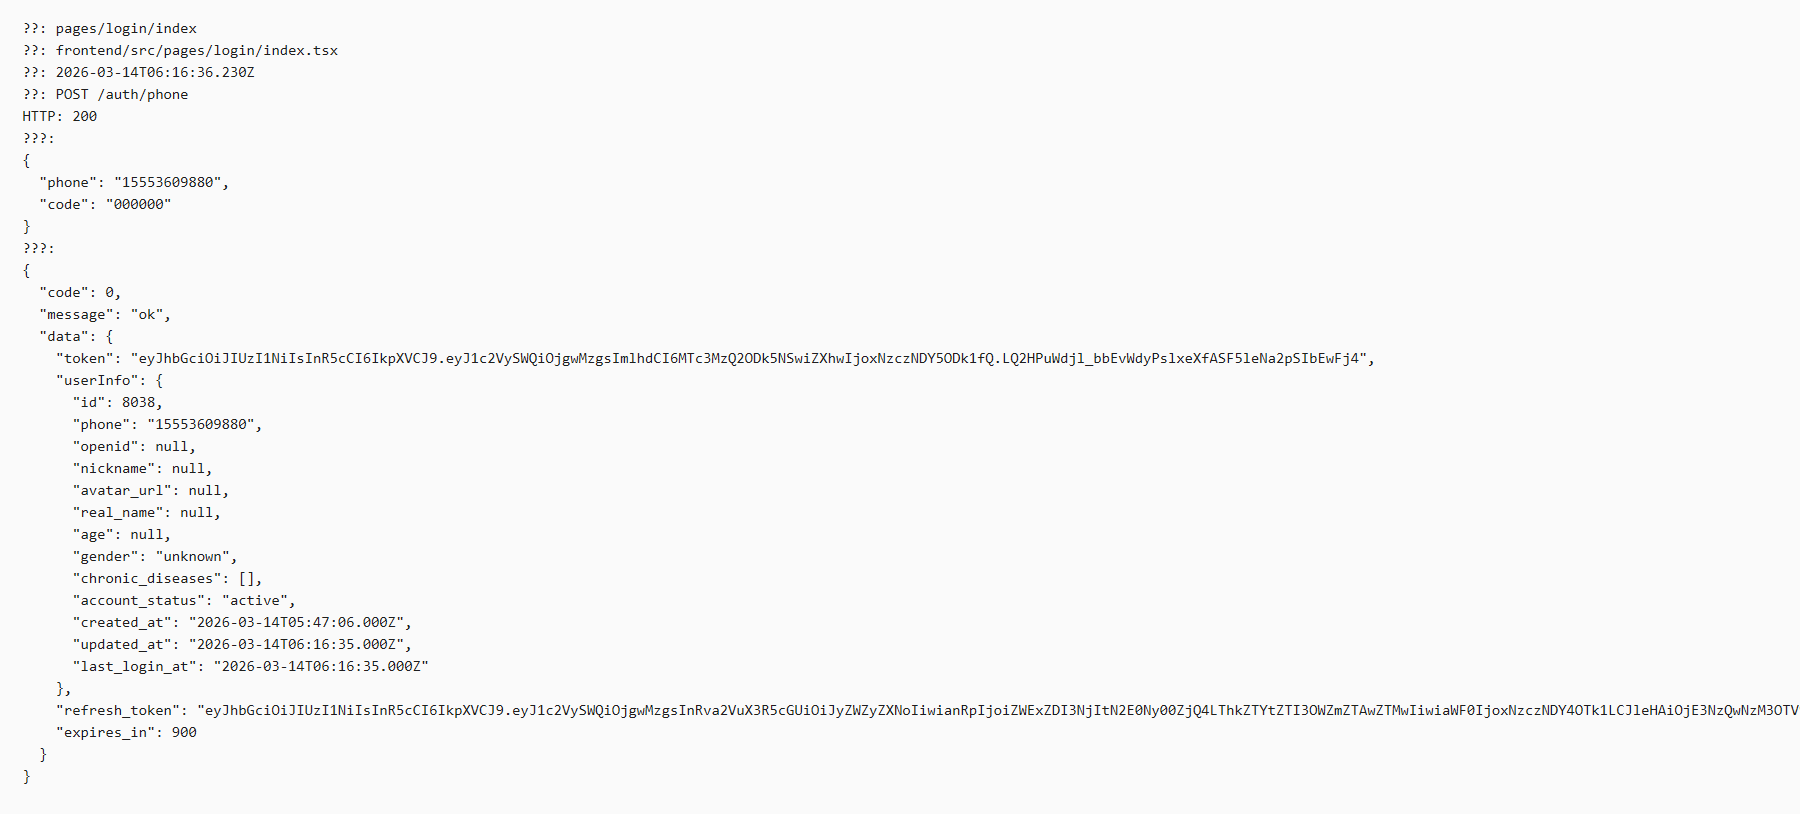 ??: pages/login/index
??: frontend/src/pages/login/index.tsx
??: 2026-03-14T06:16:36.230Z
??: POST /auth/phone
HTTP: 200
???:
{
  "phone": "15553609880",
  "code": "000000"
}
???:
{
  "code": 0,
  "message": "ok",
  "data": {
    "token": "eyJhbGciOiJIUzI1NiIsInR5cCI6IkpXVCJ9.eyJ1c2VySWQiOjgwMzgsImlhdCI6MTc3MzQ2ODk5NSwiZXhwIjoxNzczNDY5ODk1fQ.LQ2HPuWdjl_bbEvWdyPslxeXfASF5leNa2pSIbEwFj4",
    "userInfo": {
      "id": 8038,
      "phone": "15553609880",
      "openid": null,
      "nickname": null,
      "avatar_url": null,
      "real_name": null,
      "age": null,
      "gender": "unknown",
      "chronic_diseases": [],
      "account_status": "active",
      "created_at": "2026-03-14T05:47:06.000Z",
      "updated_at": "2026-03-14T06:16:35.000Z",
      "last_login_at": "2026-03-14T06:16:35.000Z"
    },
    "refresh_token": "eyJhbGciOiJIUzI1NiIsInR5cCI6IkpXVCJ9.eyJ1c2VySWQiOjgwMzgsInRva2VuX3R5cGUiOiJyZWZyZXNoIiwianRpIjoiZWExZDI3NjItN2E0Ny00ZjQ4LThkZTYtZTI3OWZmZTAwZTMwIiwiaWF0IjoxNzczNDY4OTk1LCJleHAiOjE3NzQwNzM3OTV
    "expires_in": 900
  }
}